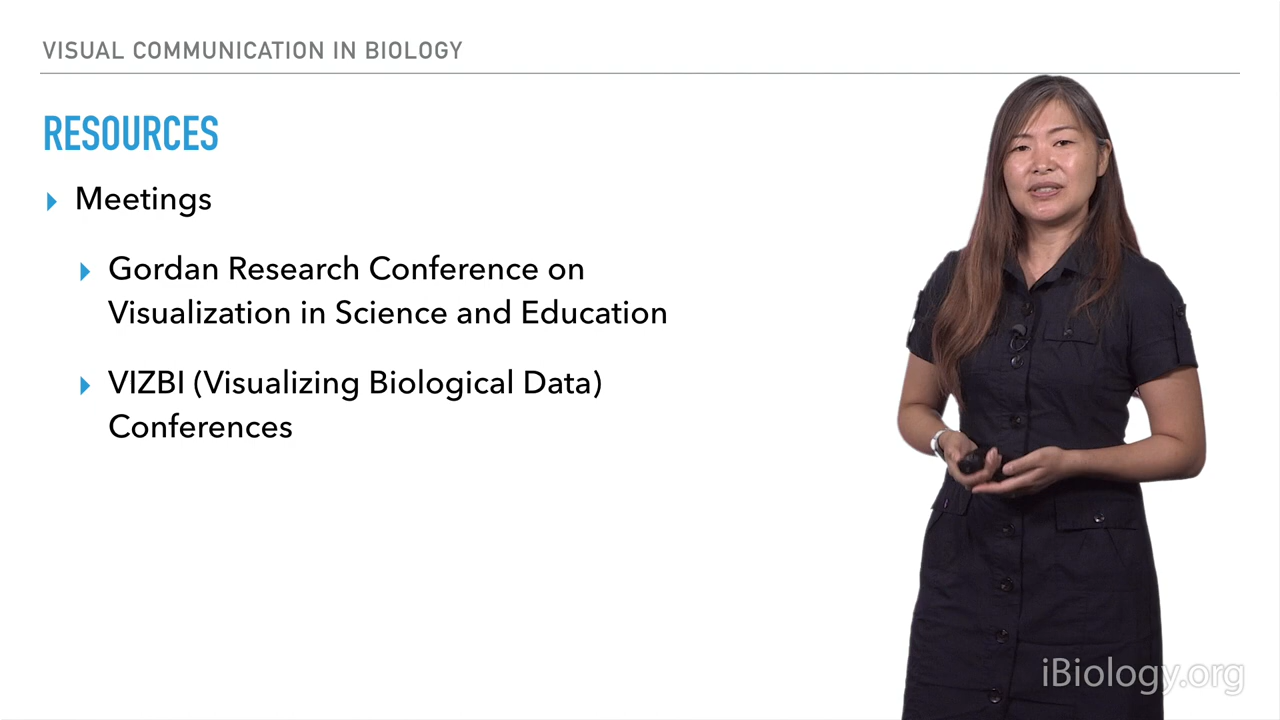 VISUAL COMMUNICATION IN BIOLOGY
RESOURCES
Meetings
Gordan Research Conference on
Visualization in Science and Education
VIZBI (Visualizing Biological Data)
Conferences
iBiology.org